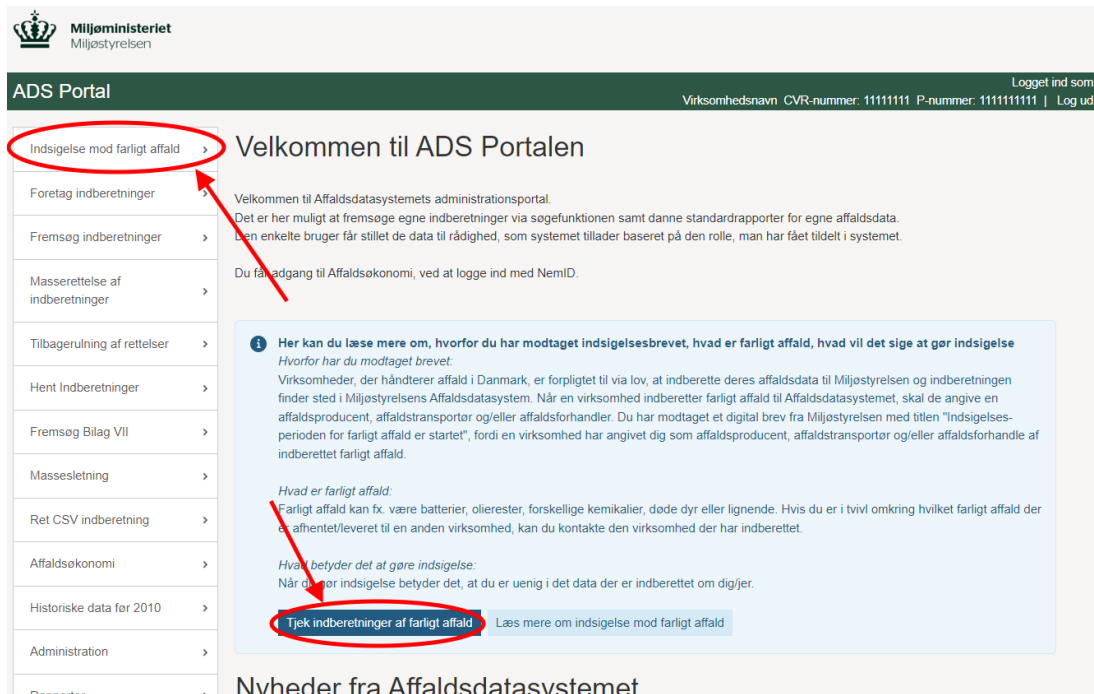 Miljøministeriet
Miljøstyrelsen
ADS Portal
Logget ind som
Virksomhedsnavn CVR-nummer: 11111111 P-nummer: 1111111111 | Log ud
Indsigelse mod farligt affald
Foretag indberetninger
Fremsøg indberetninger
Masserettelse af
indberetninger
Tilbagerulning af rettelser
Hent Indberetninger
Fremsøg Bilag VII
Massesletning
Ret CSV indberetning
Affaldsøkonomi
Historiske data før 2010
Administration
Rapporter
Velkommen til ADS Portalen
Velkommen til Affaldsdatasystemets administrationsportal.
Det er her muligt at fremsøge egne indberetninger via søgefunktionen samt danne standardrapporter for egne affaldsdata.
Den enkelte bruger får stillet de data til rådighed, som systemet tillader baseret på den rolle, man har fået tildelt i systemet.
Du får adgang til Affaldsøkonomi, ved at logge ind med NemID.
Her kan du læse mere om, hvorfor du har modtaget indsigelsesbrevet, hvad er farligt affald, hvad vil det sige at gør indsigelse
Hvorfor har du modtaget brevet:
Virksomheder, der håndterer affald i Danmark, er forpligtet til via lov, at indberette deres affaldsdata til Miljøstyrelsen og indberetningen
finder sted i Miljøstyrelsens Affaldsdatasystem. Når en virksomhed indberetter farligt affald til Affaldsdatasystemet, skal de angive en
affaldsproducent, affaldstransportør og/eller affaldsforhandler. Du har modtaget et digital brev fra Miljøstyrelsen med titlen "Indsigelses-
perioden for farligt affald er startet", fordi en virksomhed har angivet dig som affaldsproducent, affaldstransportør og/eller affaldsforhandle af
indberettet farligt affald.
Hvad er farligt affald:
Farligt affald kan fx. være batterier, olierester, forskellige kemikalier, døde dyr eller lignende. Hvis du er i tvivl omkring hvilket farligt affald der
er afhentet/leveret til en anden virksomhed, kan du kontakte den virksomhed der har indberettet.
Hvad betyder det at gøre indsigelse:
Når du gør indsigelse betyder det, at du er uenig i det data der er indberettet om dig/jer.
Tjek indberetninger af farligt affald
Læs mere om indsigelse mod farligt affald
Nyheder fra Affaldsdatasystemet